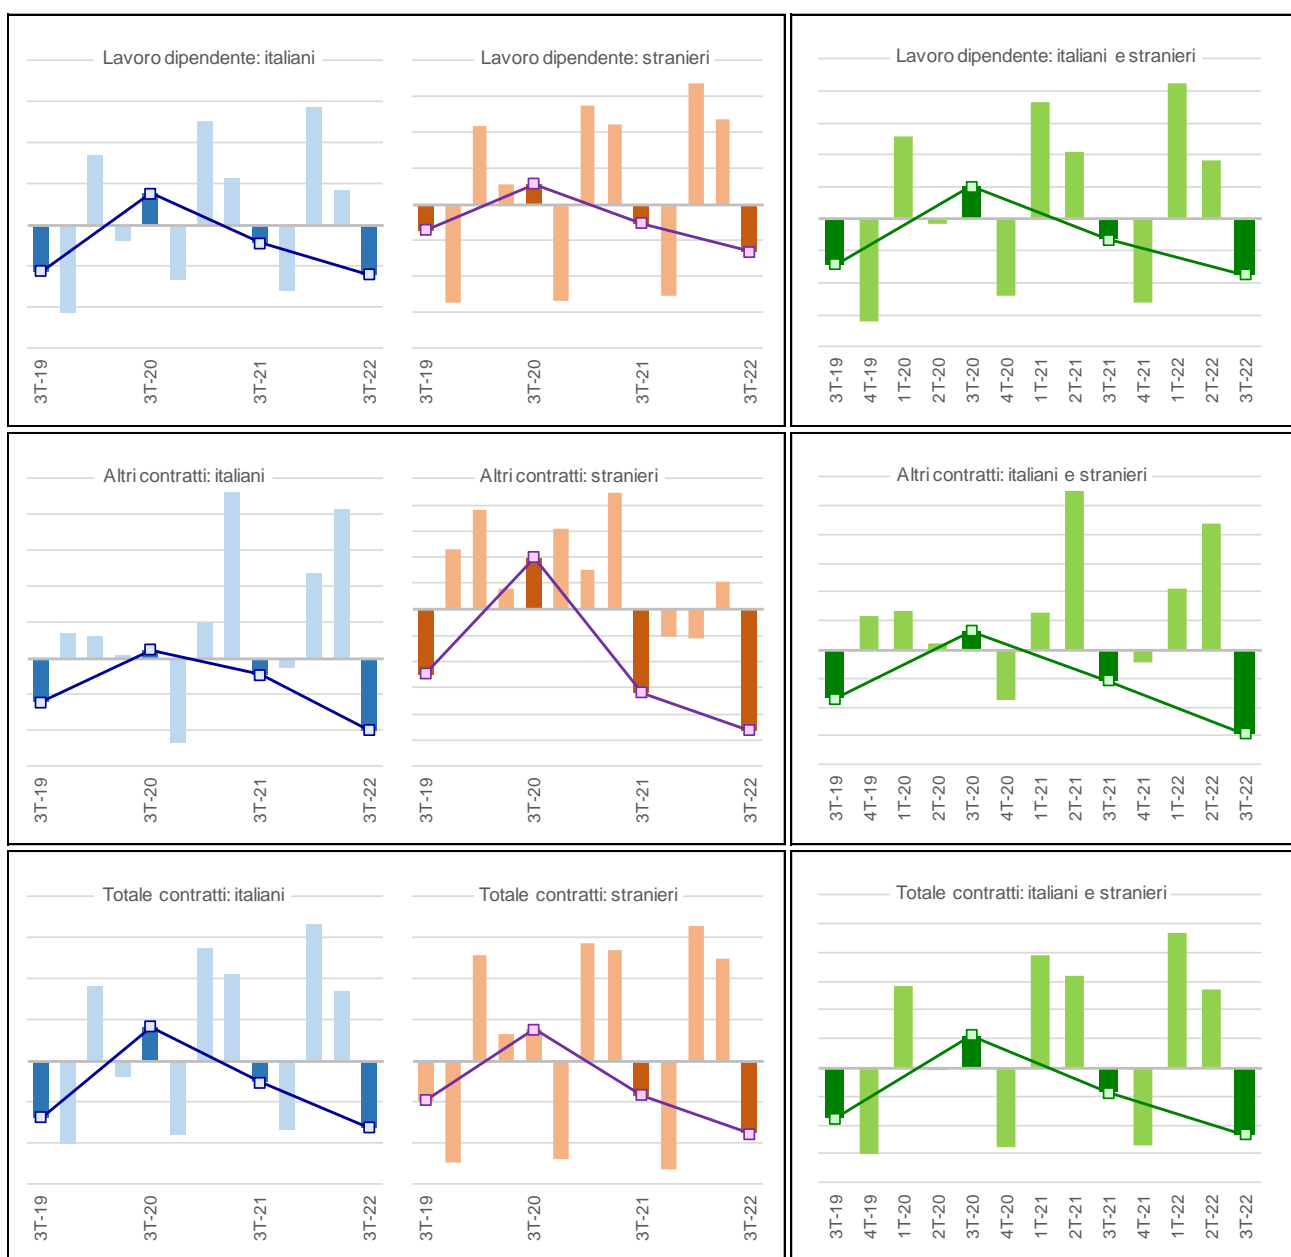 Lavoro dipendente: italiani
3T-19
3T-20
3T-21
3T-22
Lavoro dipendente: stranieri
3T-19
3T-20
3T-21
3T-22
Lavoro dipendente: italiani e stranieri
3T-19
4T-19
1T-20
2T-20
3T-20
4T-20
1T-21
2T-21
3T-21
4T-21
1T-22
2T-22
3T-22
Altri contratti: italiani
3T-19
3T-20
3T-21
3T-22
Altri contratti: stranieri
3T-19
3T-20
3T-21
3T-22
Altri contratti: italiani e stranieri
3T-19
4T-19
1T-20
2T-20
3T-20
4T-20
1T-21
2T-21
3T-21
4T-21
1T-22
2T-22
3T-22
Totale contratti: italiani
3T-19
3T-20
3T-21
3T-22
Totale contratti: stranieri
3T-19
3T-20
3T-21
3T-22
Totale contratti: italiani e stranieri
3T-19
4T-19
1T-20
2T-20
3T-20
4T-20
1T-21
2T-21
3T-21
4T-21
1T-22
2T-22
3T-22